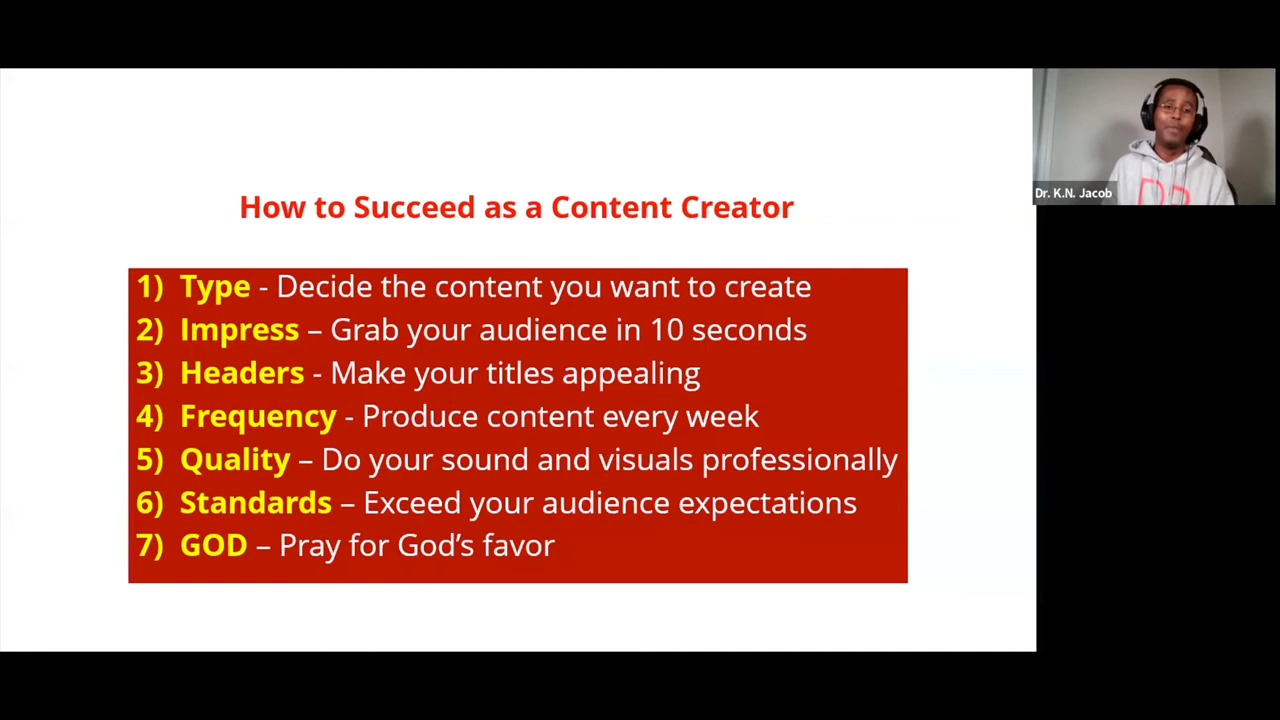 How to Succeed as a Content Creator
1) Type - Decide the content you want to create
2) Impress – Grab your audience in 10 seconds
3) Headers - Make your titles appealing
4) Frequency - Produce content every week
5) Quality – Do your sound and visuals professionally
6) Standards – Exceed your audience expectations
7) GOD – Pray for God’s favor
Dr. K.N. Jacob